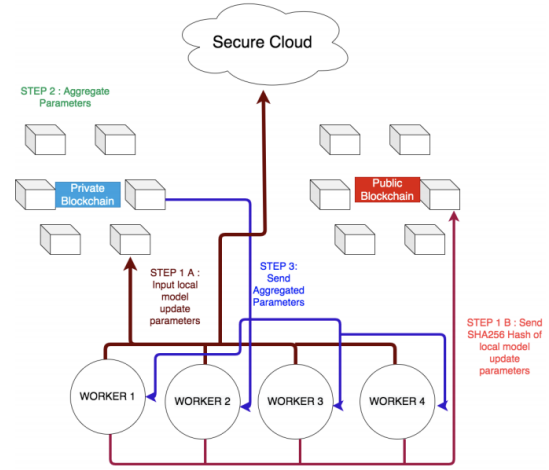 Secure Cloud
STEP 2 : Aggregate
Parameters
Private
Blockchain
Public
Blockchain
STEP 1 A :
Input local
model
update
parameters
STEP 3:
Send
Aggregated
Parameters
STEP 1 B : Send
SHA256 Hash of
local model
update
parameters
WORKER 1
WORKER 2
WORKER 3
WORKER 4